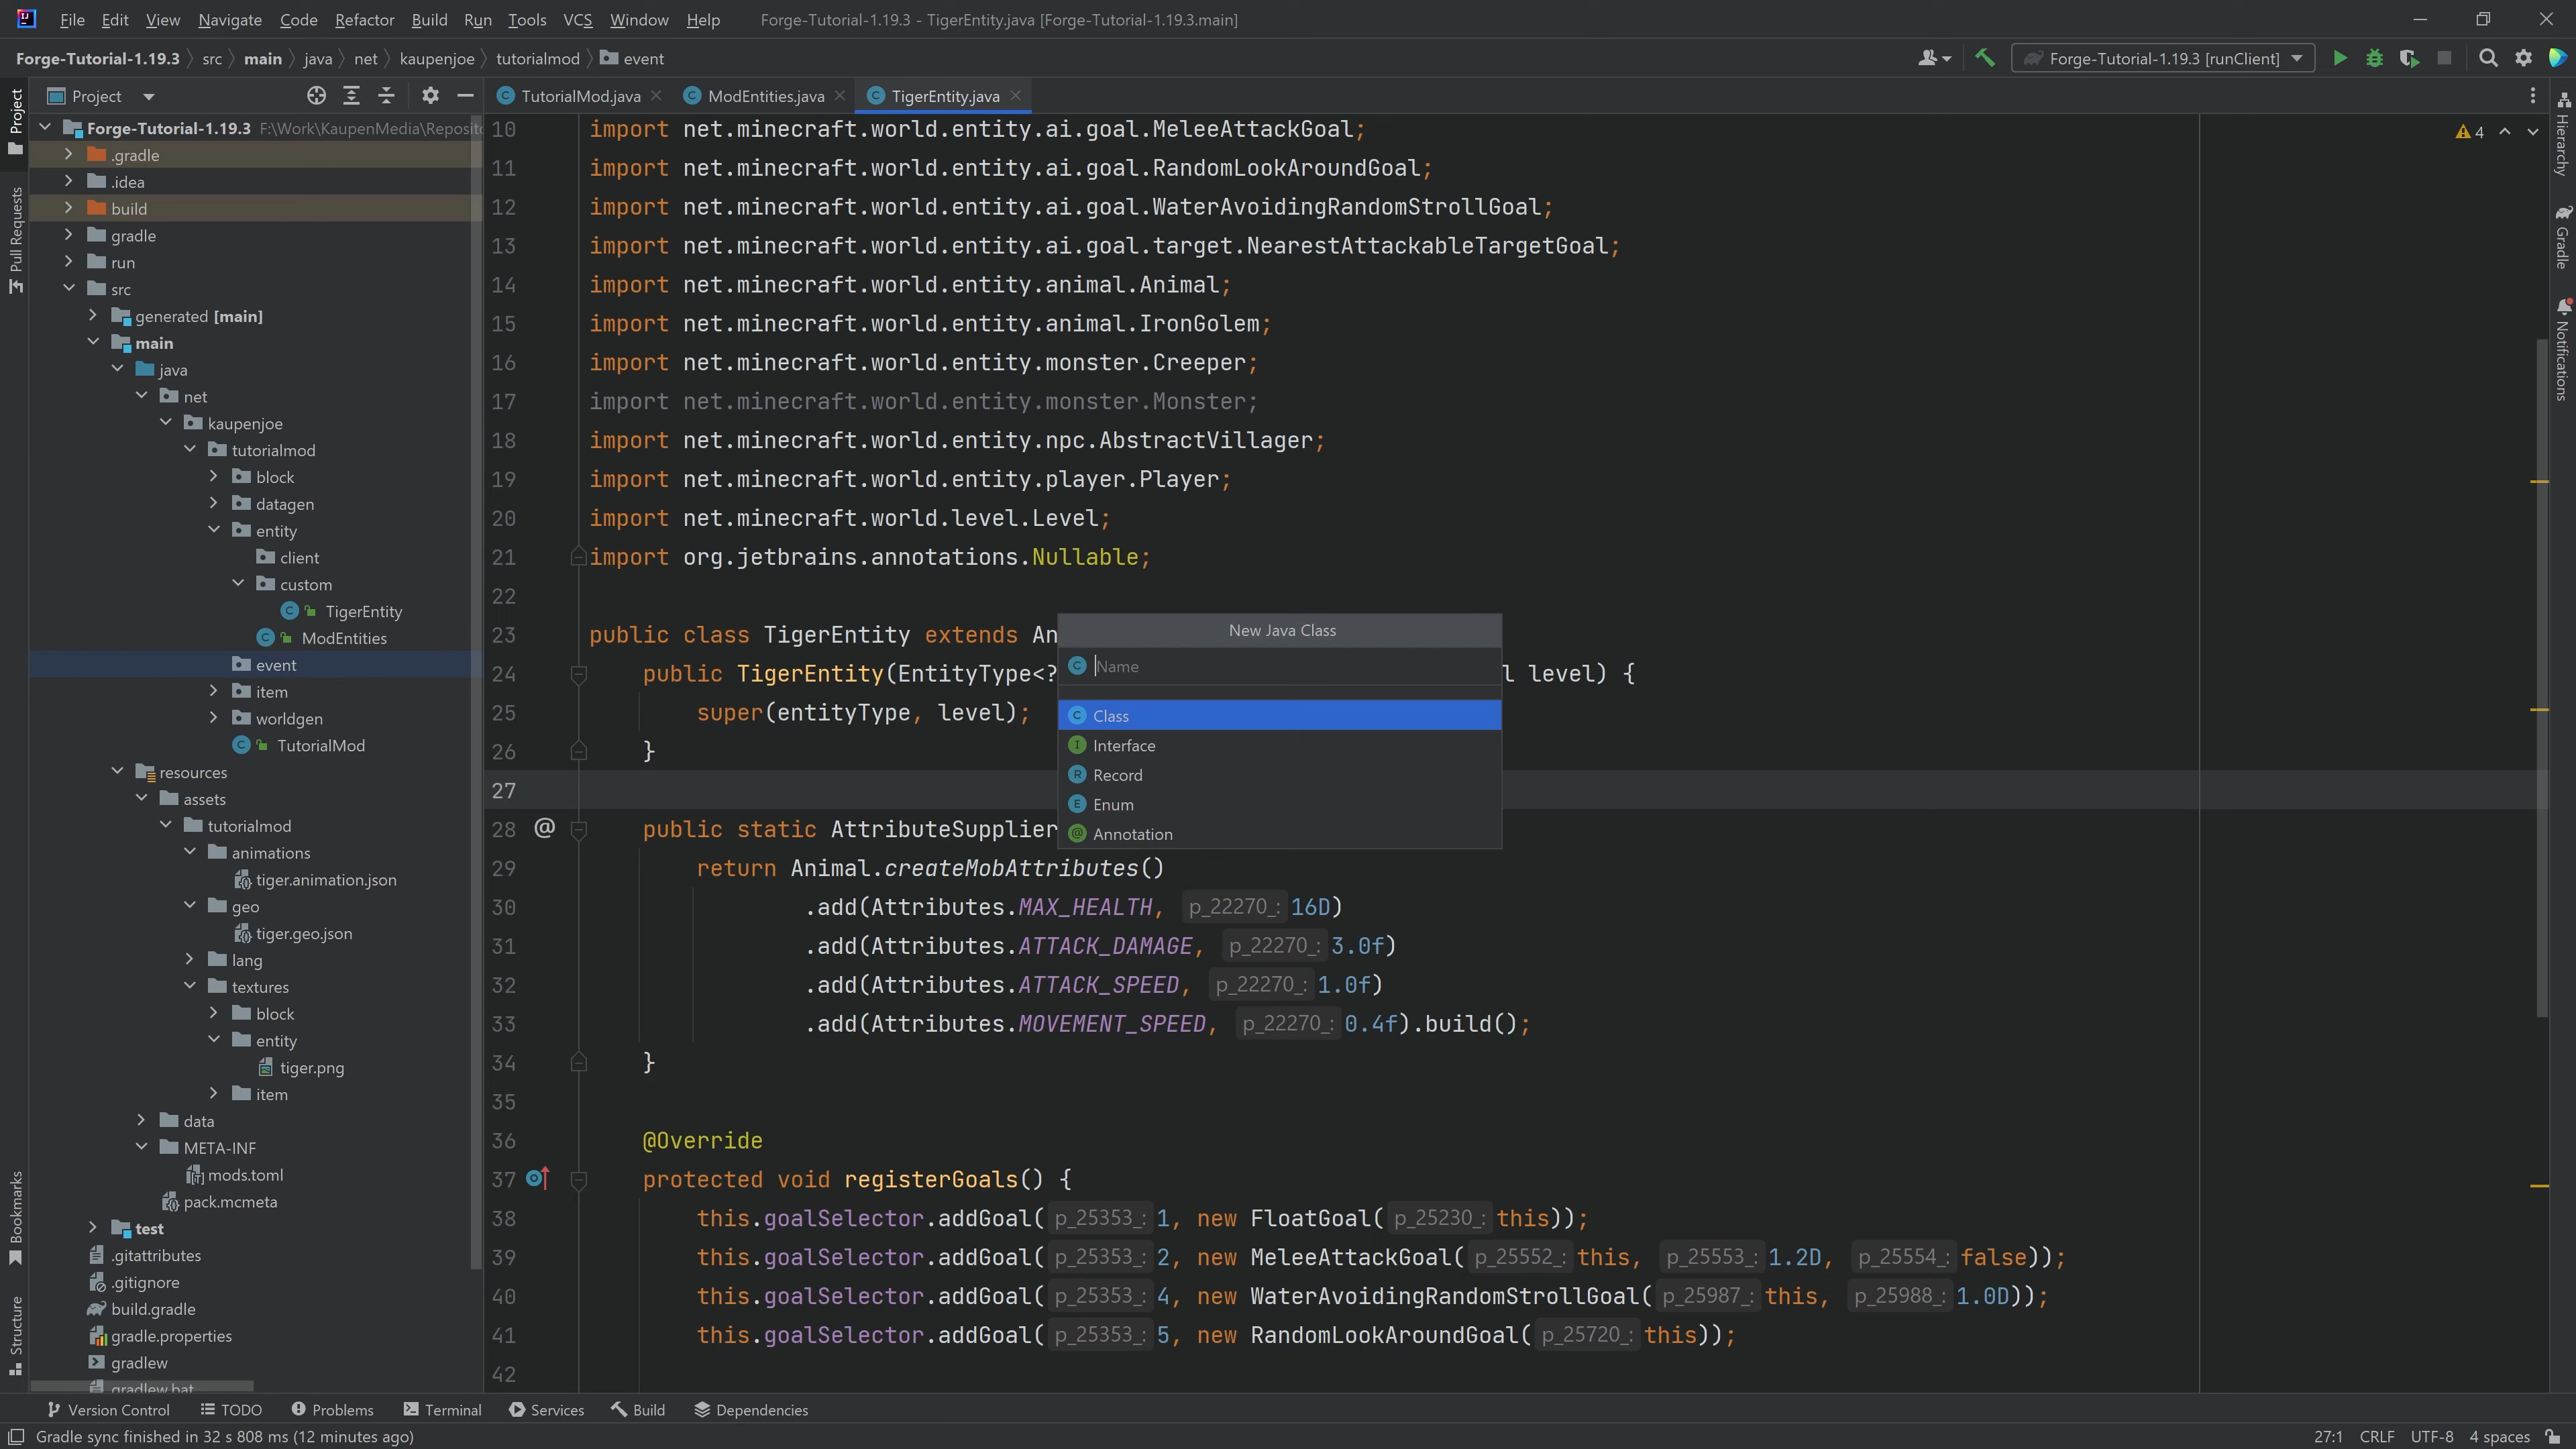 File Edit View Navigate Code Refactor Build Run Tools VCS Window Help Forge-Tutorial-1.19.3 - TigerEntity.java [Forge-Tutorial-1.19.3.main]
Forge-Tutorial-1.19.3 src main java net kaupenjoe tutorialmod event Forge-Tutorial-1.19.3 [runClient]
Project
TutorialMod.java ModEntities.java TigerEntity.java
Project
Pull Requests
Bookmarks
Structure
Forge-Tutorial-1.19.3 F:\Work\KaupenMedia\Reposit
.gradle
.idea
build
gradle
run
src
generated [main]
main
java
net
kaupenjoe
tutorialmod
block
datagen
entity
client
custom
TigerEntity
ModEntities
event
item
worldgen
TutorialMod
resources
assets
tutorialmod
animations
tiger.animation.json
geo
tiger.geo.json
lang
textures
block
entity
tiger.png
item
data
META-INF
mods.toml
pack.mcmeta
test
.gitattributes
.gitignore
build.gradle
gradle.properties
gradlew
gradlew.bat
10 import net.minecraft.world.entity.ai.goal.MeleeAttackGoal;
11 import net.minecraft.world.entity.ai.goal.RandomLookAroundGoal;
12 import net.minecraft.world.entity.ai.goal.WaterAvoidingRandomStrollGoal;
13 import net.minecraft.world.entity.ai.goal.target.NearestAttackableTargetGoal;
14 import net.minecraft.world.entity.animal.Animal;
15 import net.minecraft.world.entity.animal.IronGolem;
16 import net.minecraft.world.entity.monster.Creeper;
17 import net.minecraft.world.entity.monster.Monster;
18 import net.minecraft.world.entity.npc.AbstractVillager;
19 import net.minecraft.world.entity.player.Player;
20 import net.minecraft.world.level.Level;
21 import org.jetbrains.annotations.Nullable;
22
23 public class TigerEntity extends An
24 public TigerEntity(EntityType<? l level) {
25 super(entityType, level);
26 }
27
28 @ public static AttributeSupplier
29 return Animal.createMobAttributes()
30 .add(Attributes.MAX_HEALTH, p_22270_: 16D)
31 .add(Attributes.ATTACK_DAMAGE, p_22270_: 3.0f)
32 .add(Attributes.ATTACK_SPEED, p_22270_: 1.0f)
33 .add(Attributes.MOVEMENT_SPEED, p_22270_: 0.4f).build();
34 }
35
36 @Override
37 protected void registerGoals() {
38 this.goalSelector.addGoal( p_25353_: 1, new FloatGoal( p_25230_: this));
39 this.goalSelector.addGoal( p_25353_: 2, new MeleeAttackGoal( p_25552_: this, p_25553_: 1.2D, p_25554_: false));
40 this.goalSelector.addGoal( p_25353_: 4, new WaterAvoidingRandomStrollGoal( p_25987_: this, p_25988_: 1.0D));
41 this.goalSelector.addGoal( p_25353_: 5, new RandomLookAroundGoal( p_25720_: this));
42
New Java Class
Name
Class
Interface
Record
Enum
Annotation
4
Hierarchy
Gradle
Notifications
Version Control TODO Problems Terminal Services Build Dependencies
Gradle sync finished in 32 s 808 ms (12 minutes ago) 27:1 CRLF UTF-8 4 spaces